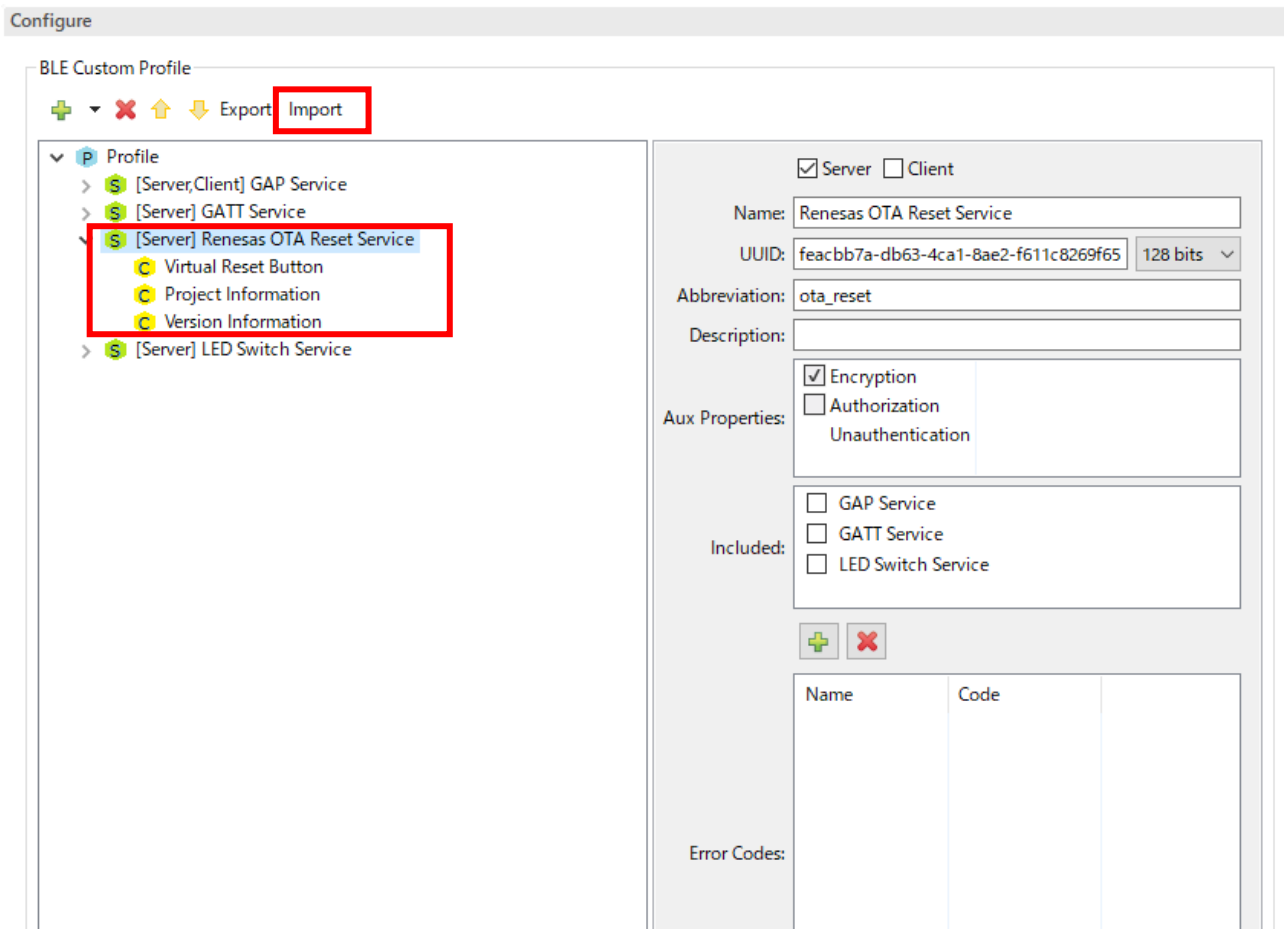 Configure
BLE Custom Profile
Export Import
P Profile
S [Server,Client] GAP Service
S [Server] GATT Service
S [Server] Renesas OTA Reset Service
C Virtual Reset Button
C Project Information
C Version Information
S [Server] LED Switch Service
Server Client
Name: Renesas OTA Reset Service
UUID: feacbb7a-db63-4ca1-8ae2-f611c8269f65 128 bits
Abbreviation: ota_reset
Description:
Aux Properties:
Encryption
Authorization
Unauthentication
Included:
GAP Service
GATT Service
LED Switch Service
Name Code
Error Codes: